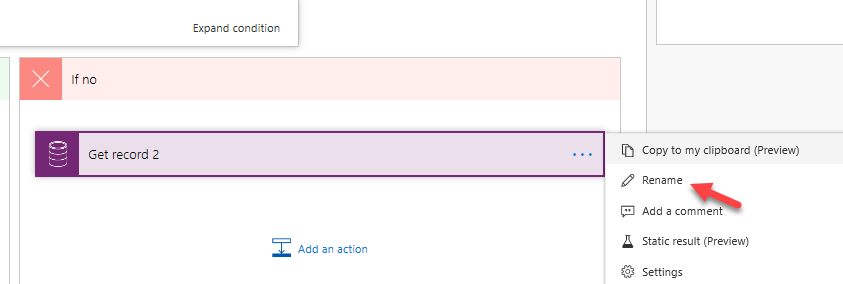 Expand condition
If no
Get record 2
Copy to my clipboard (Preview)
Rename
Add a comment
Static result (Preview)
Settings
Add an action